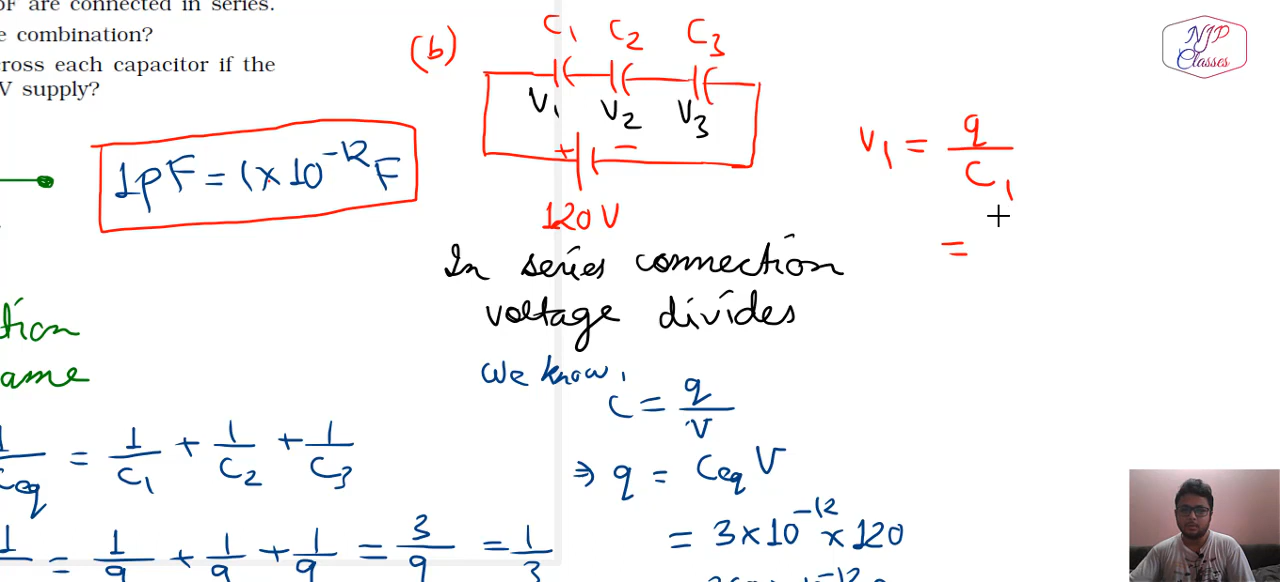 F are connected in series.
e combination?
cross each capacitor if the
V supply?
1pF = 1×10⁻¹² F
(b)
C₁ C₂ C₃
V₁ V₂ V₃
+ −
120 V
In series connection
voltage divides
We know,
C = q/V
⇒ q = Ceq V
= 3×10⁻¹² × 120
V₁ = q/C₁
=
NJP
Classes
tion
ame
1/Ceq = 1/C₁ + 1/C₂ + 1/C₃
1 = 1/9 + 1/9 + 1/9 = 3/9 = 1/3